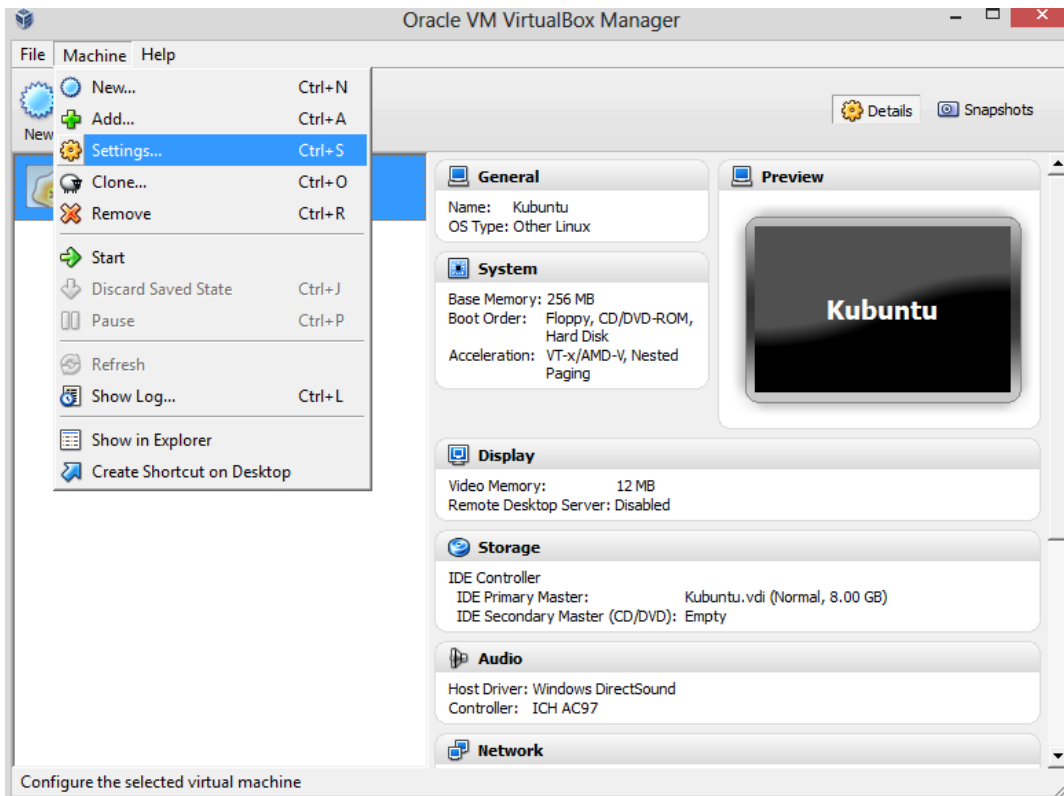 Oracle VM VirtualBox Manager
File Machine Help
New
New... Ctrl+N
Add... Ctrl+A
Settings... Ctrl+S
Clone... Ctrl+O
Remove Ctrl+R
Start
Discard Saved State Ctrl+J
Pause Ctrl+P
Refresh
Show Log... Ctrl+L
Show in Explorer
Create Shortcut on Desktop
Details Snapshots
General
Name: Kubuntu
OS Type: Other Linux
System
Base Memory: 256 MB
Boot Order: Floppy, CD/DVD-ROM,
Hard Disk
Acceleration: VT-x/AMD-V, Nested
Paging
Preview
Kubuntu
Display
Video Memory: 12 MB
Remote Desktop Server: Disabled
Storage
IDE Controller
IDE Primary Master: Kubuntu.vdi (Normal, 8.00 GB)
IDE Secondary Master (CD/DVD): Empty
Audio
Host Driver: Windows DirectSound
Controller: ICH AC97
Network
Configure the selected virtual machine